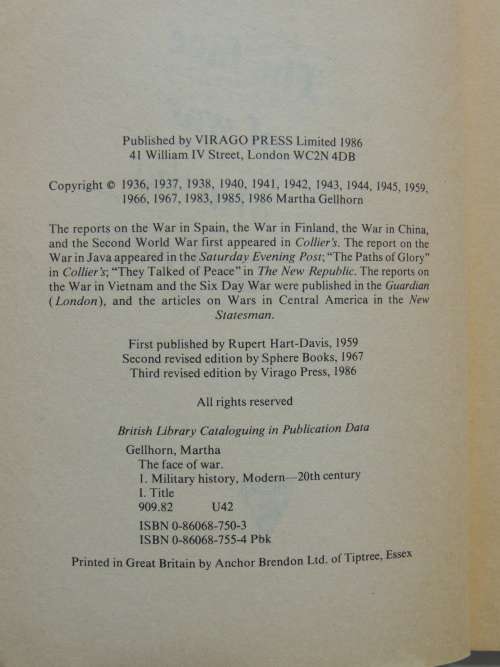 Published by VIRAGO PRESS Limited 1986
41 William IV Street, London WC2N 4DB
Copyright © 1936, 1937, 1938, 1940, 1941, 1942, 1943, 1944, 1945, 1959,
1966, 1967, 1983, 1985, 1986 Martha Gellhorn
The reports on the War in Spain, the War in Finland, the War in China,
and the Second World War first appeared in Collier's. The report on the
War in Java appeared in the Saturday Evening Post; "The Paths of Glory"
in Collier's; "They Talked of Peace" in The New Republic. The reports on
the War in Vietnam and the Six Day War were published in the Guardian
(London), and the articles on Wars in Central America in the New
Statesman.
First published by Rupert Hart-Davis, 1959
Second revised edition by Sphere Books, 1967
Third revised edition by Virago Press, 1986
All rights reserved
British Library Cataloguing in Publication Data
Gellhorn, Martha
The face of war.
1. Military history, Modern—20th century
I. Title
909.82 U42
ISBN 0-86068-750-3
ISBN 0-86068-755-4 Pbk
Printed in Great Britain by Anchor Brendon Ltd. of Tiptree, Essex